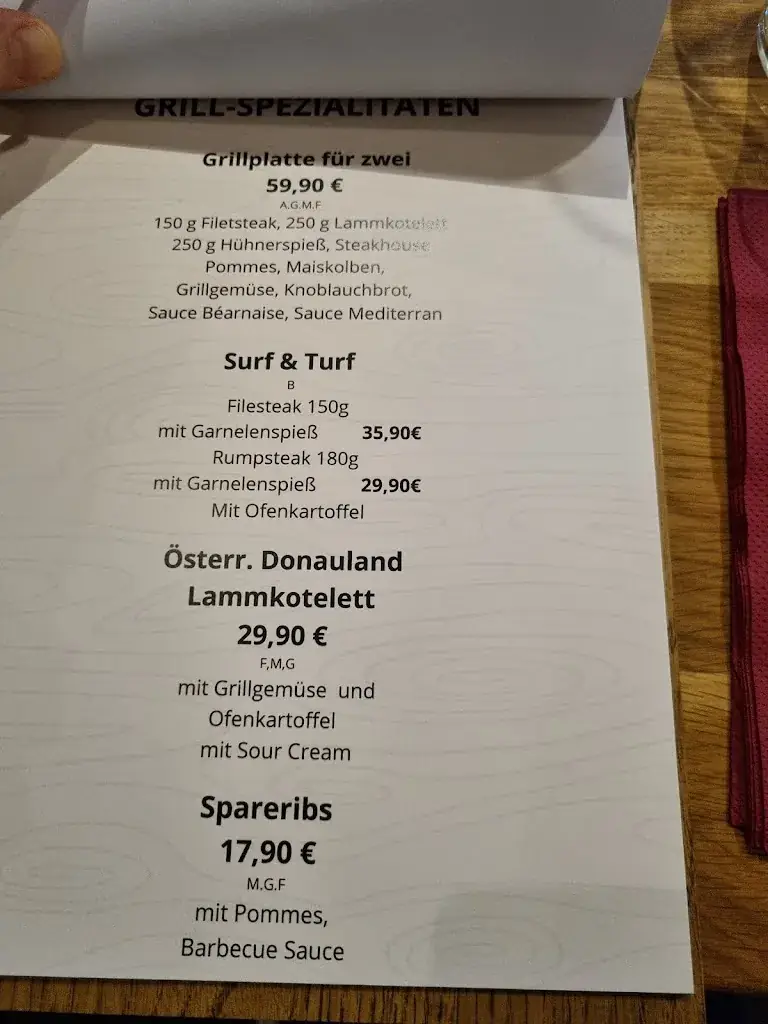 GRILL-SPEZIALITÄTEN
Grillplatte für zwei
59,90 €
A.G.M.F
150 g Filetsteak, 250 g Lammkotelett
250 g Hühnerspieß, Steakhouse
Pommes, Maiskolben,
Grillgemüse, Knoblauchbrot,
Sauce Béarnaise, Sauce Mediterran
Surf & Turf
B
Filesteak 150g
mit Garnelenspieß 35,90€
Rumpsteak 180g
mit Garnelenspieß 29,90€
Mit Ofenkartoffel
Österr. Donauland
Lammkotelett
29,90 €
F,M,G
mit Grillgemüse und
Ofenkartoffel
mit Sour Cream
Spareribs
17,90 €
M.G.F
mit Pommes,
Barbecue Sauce